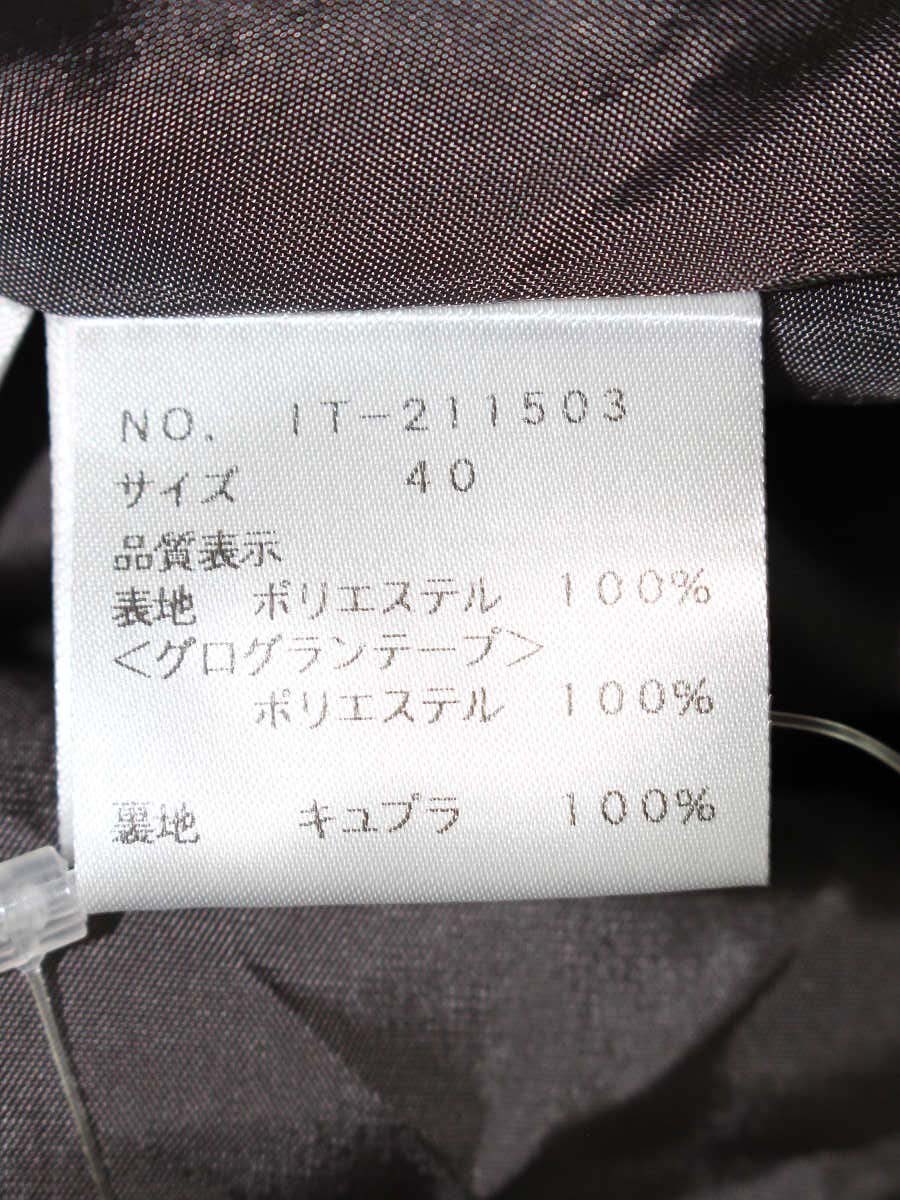 NO. IT-211503
サイズ 40
品質表示
表地 ポリエステル 100%
<グログランテープ>
ポリエステル 100%
裏地 キュプラ 100%